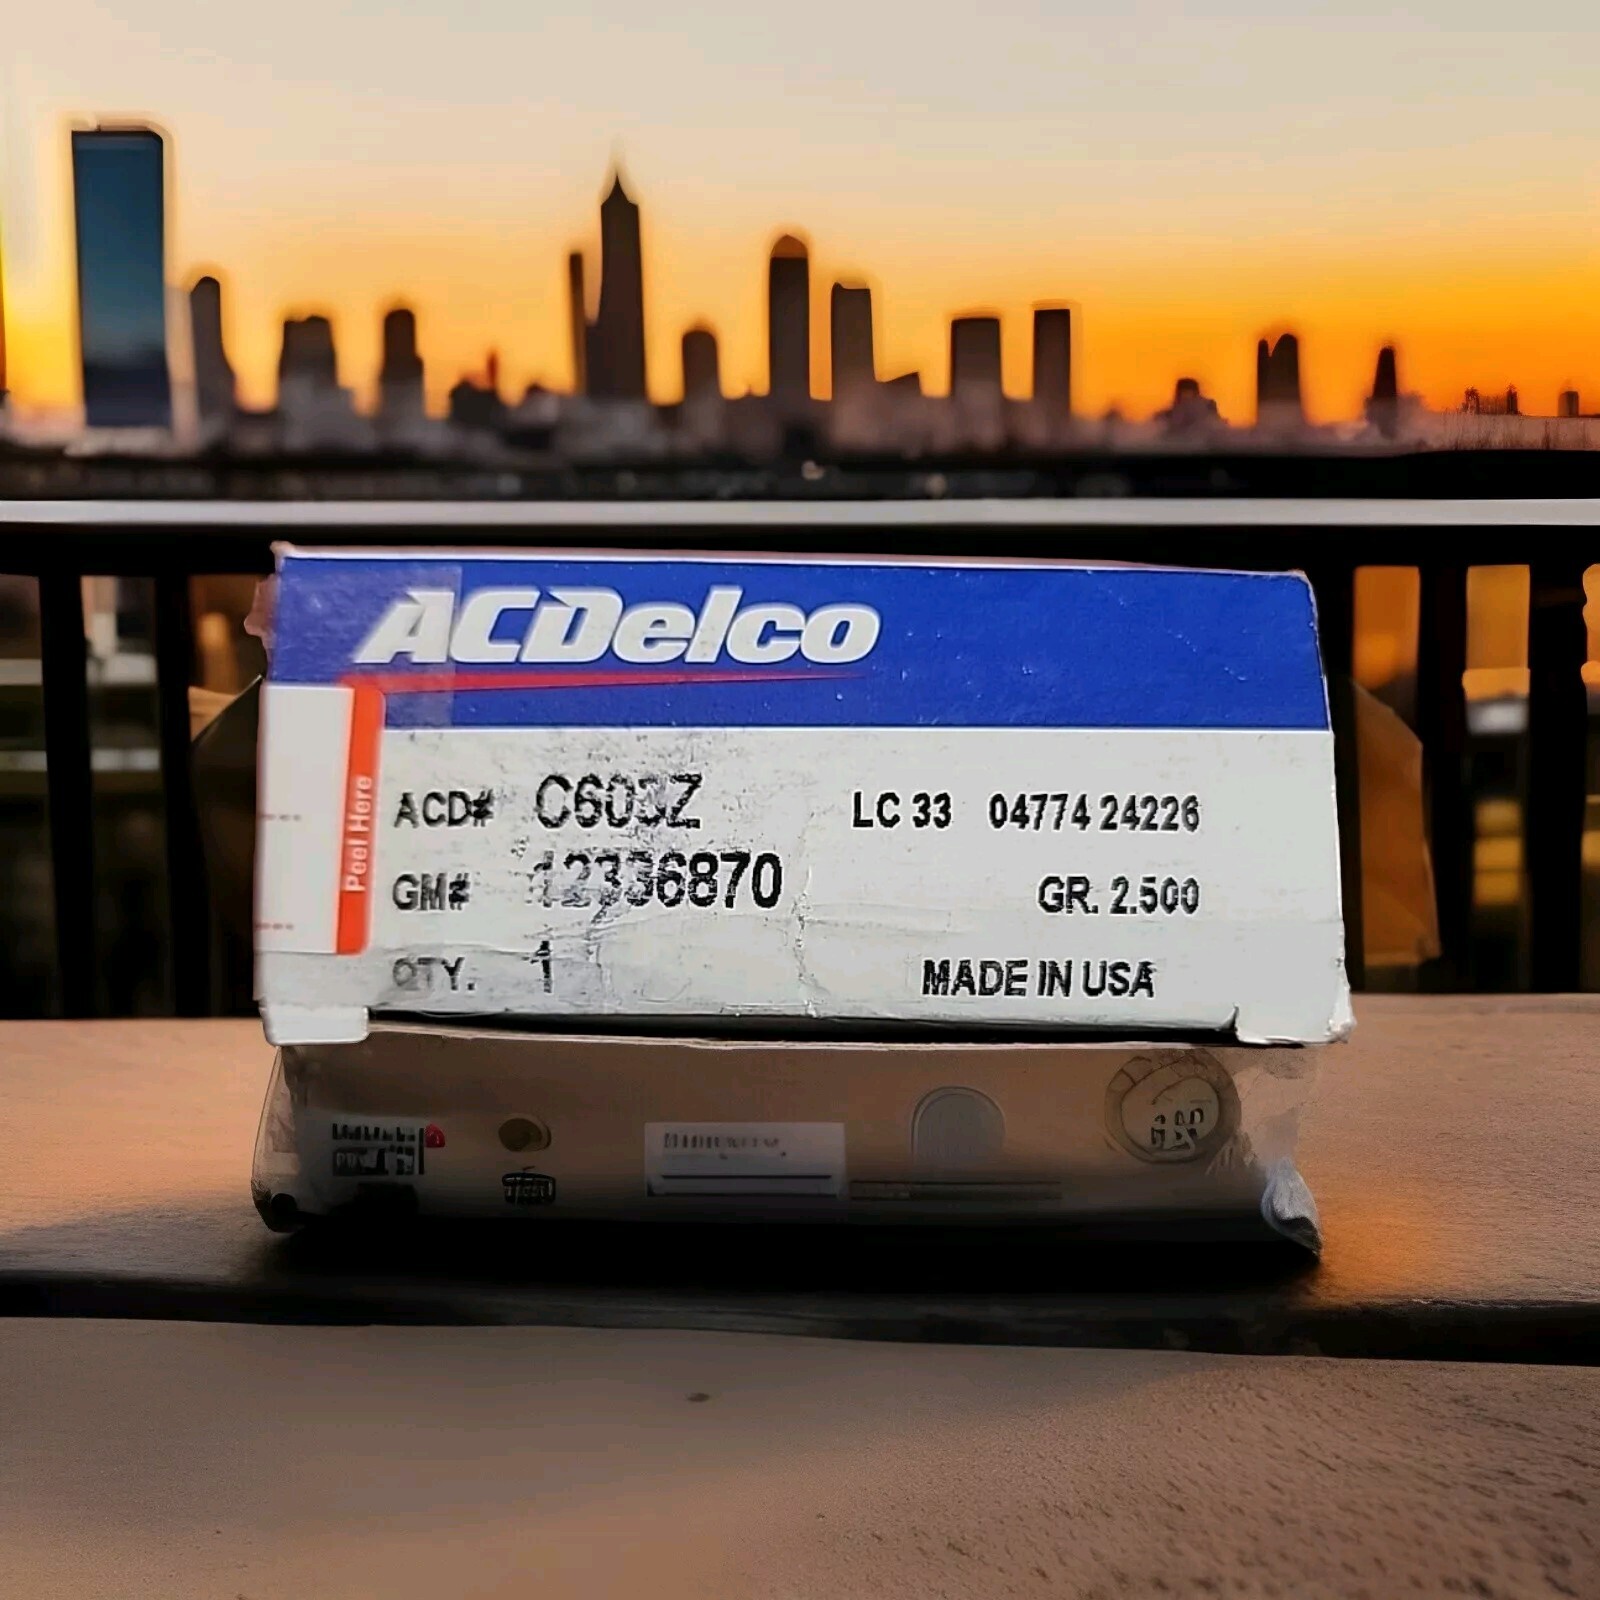 ACDelco
Peel Here
ACD# C603Z
LC 33 04774 24226
GM# 12336870
GR. 2.500
QTY. 1
MADE IN USA